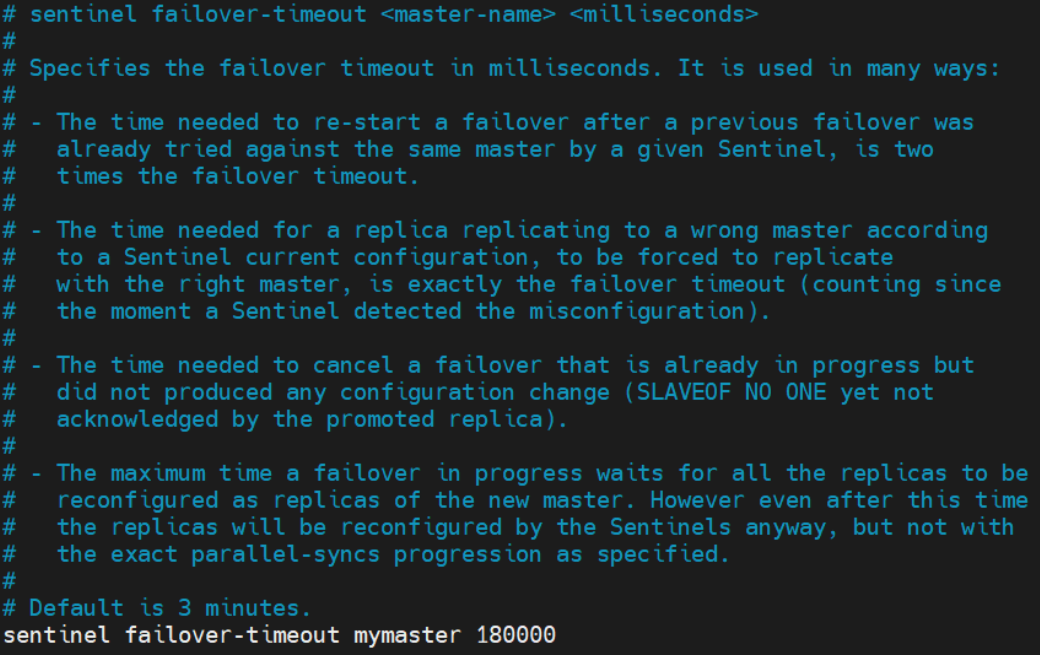 # sentinel failover-timeout <master-name> <milliseconds>
#
# Specifies the failover timeout in milliseconds. It is used in many ways:
#
# - The time needed to re-start a failover after a previous failover was
#   already tried against the same master by a given Sentinel, is two
#   times the failover timeout.
#
# - The time needed for a replica replicating to a wrong master according
#   to a Sentinel current configuration, to be forced to replicate
#   with the right master, is exactly the failover timeout (counting since
#   the moment a Sentinel detected the misconfiguration).
#
# - The time needed to cancel a failover that is already in progress but
#   did not produced any configuration change (SLAVEOF NO ONE yet not
#   acknowledged by the promoted replica).
#
# - The maximum time a failover in progress waits for all the replicas to be
#   reconfigured as replicas of the new master. However even after this time
#   the replicas will be reconfigured by the Sentinels anyway, but not with
#   the exact parallel-syncs progression as specified.
#
# Default is 3 minutes.
sentinel failover-timeout mymaster 180000